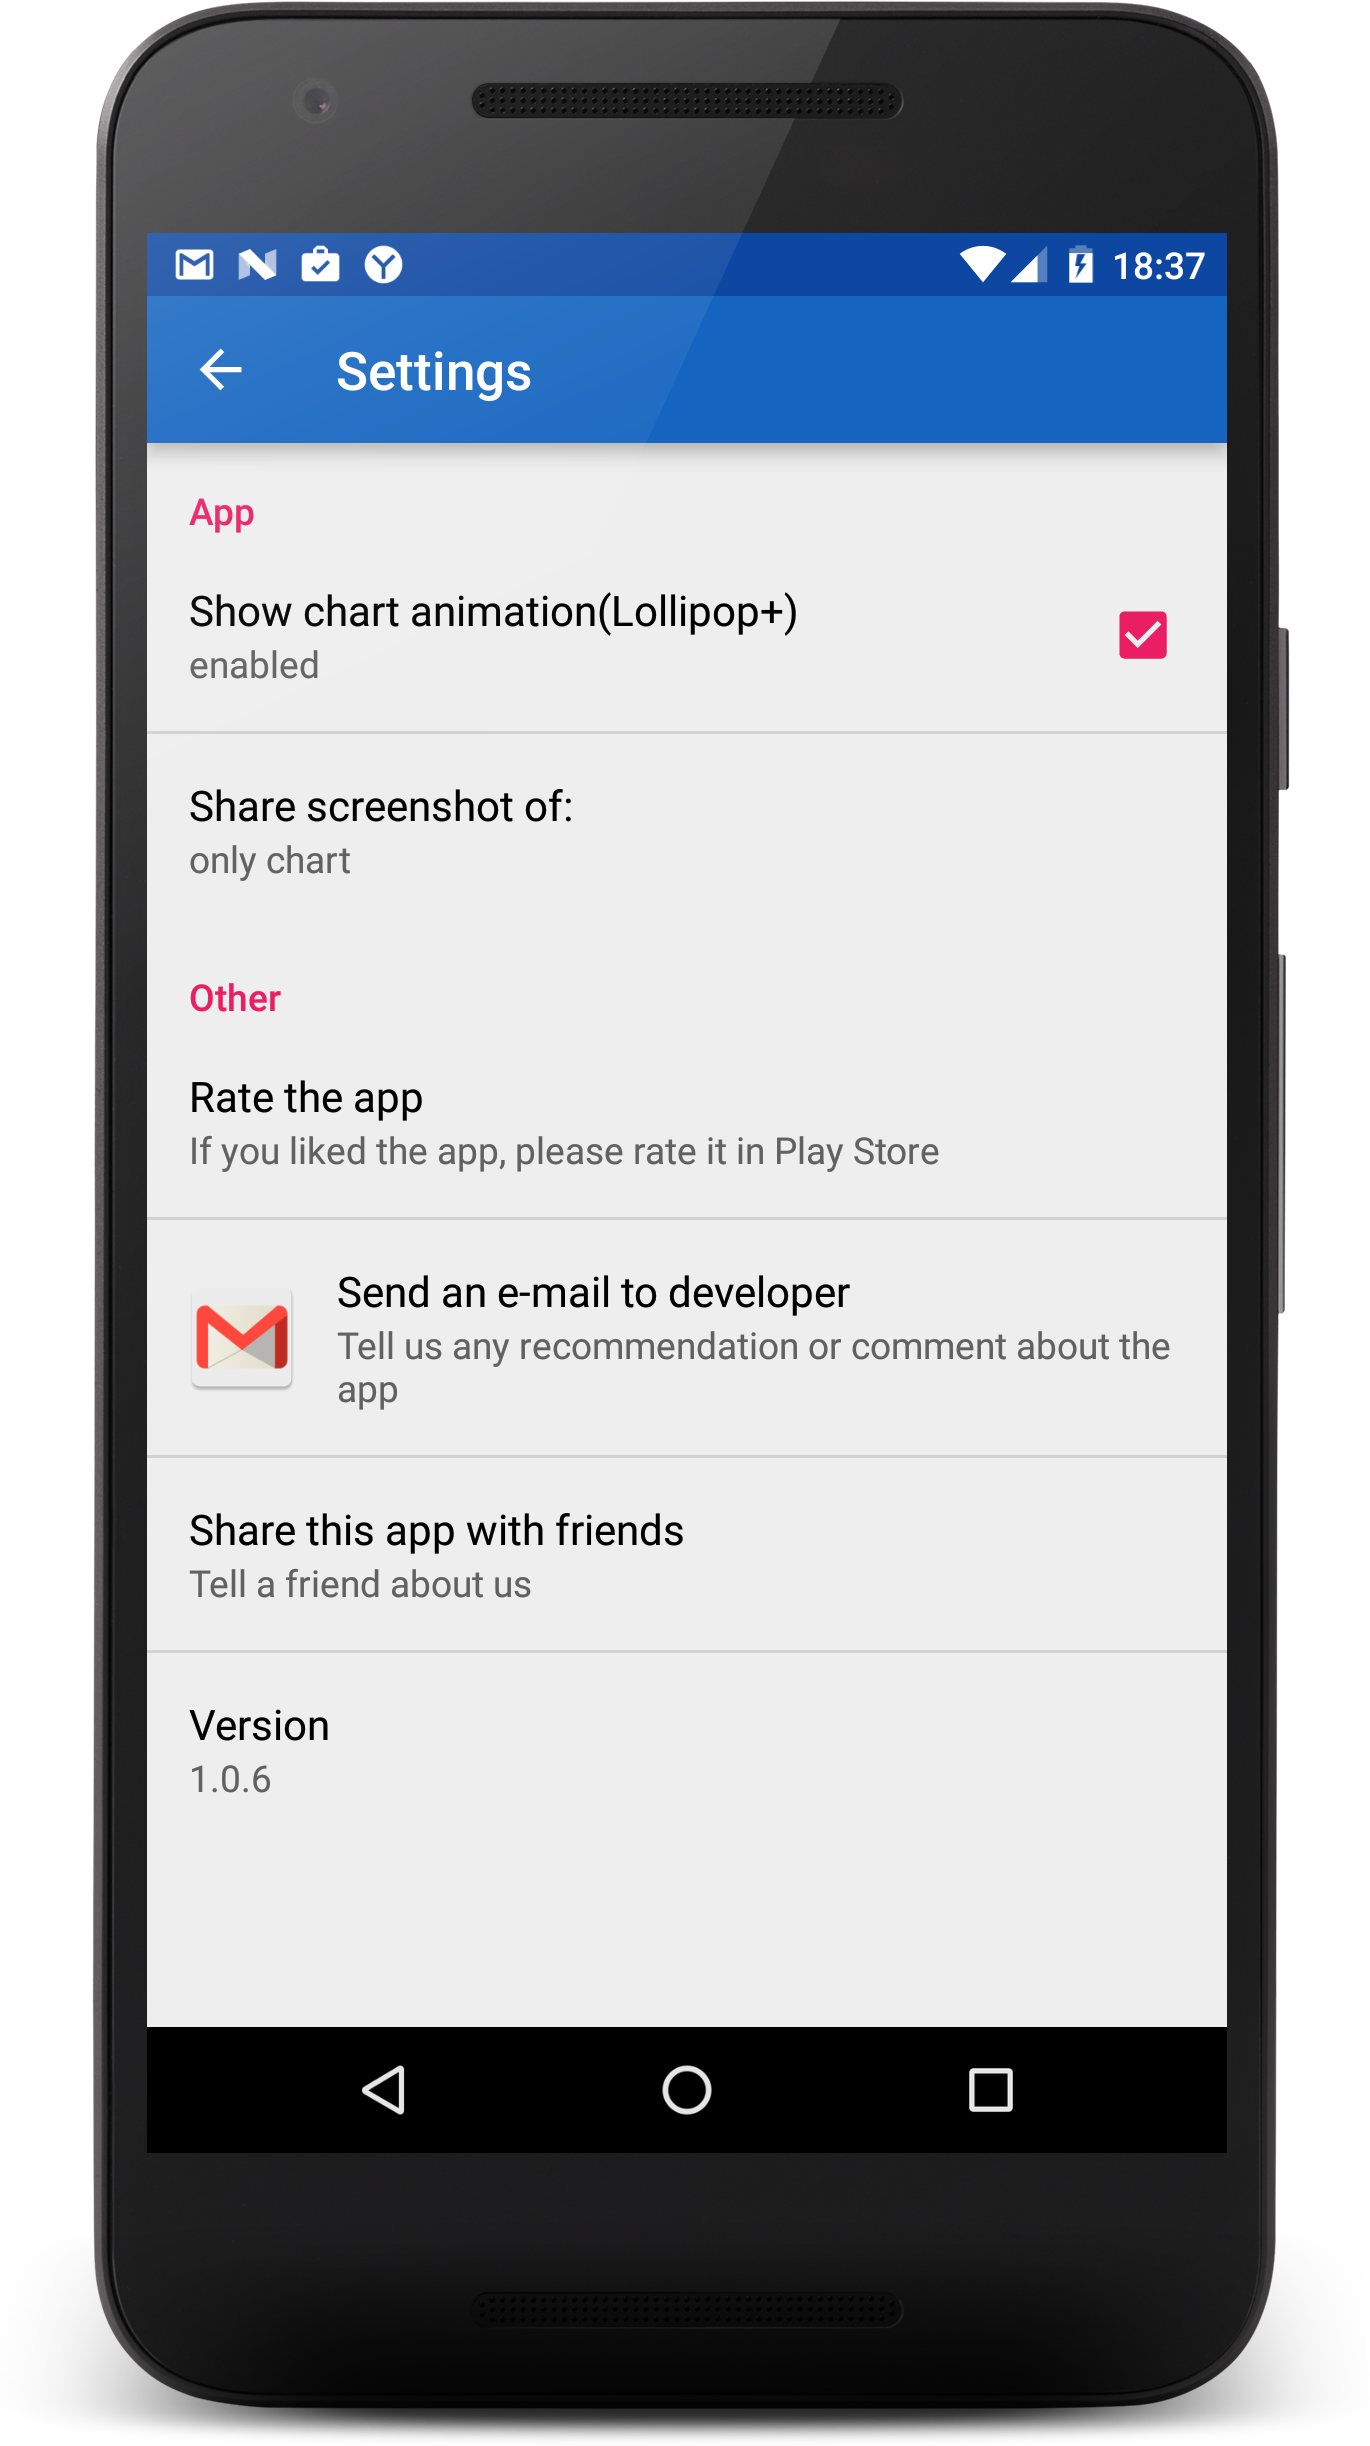 18:37
Settings
App
Show chart animation(Lollipop+)
enabled
Share screenshot of:
only chart
Other
Rate the app
If you liked the app, please rate it in Play Store
Send an e-mail to developer
Tell us any recommendation or comment about the
app
Share this app with friends
Tell a friend about us
Version
1.0.6